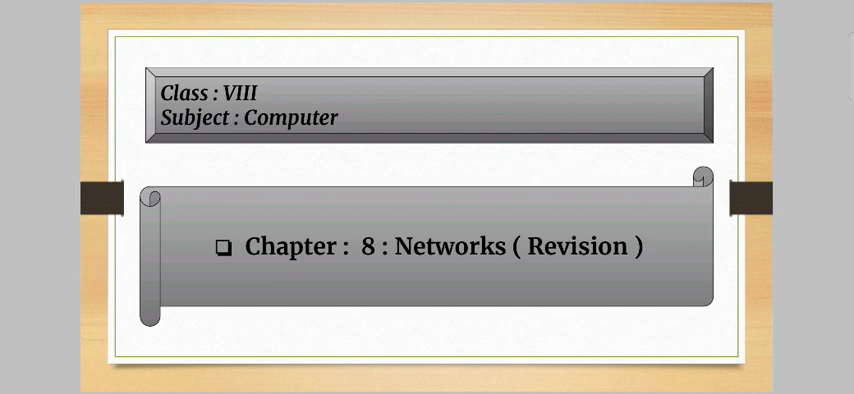 Class : VIII
Subject : Computer
❑ Chapter : 8 : Networks ( Revision )